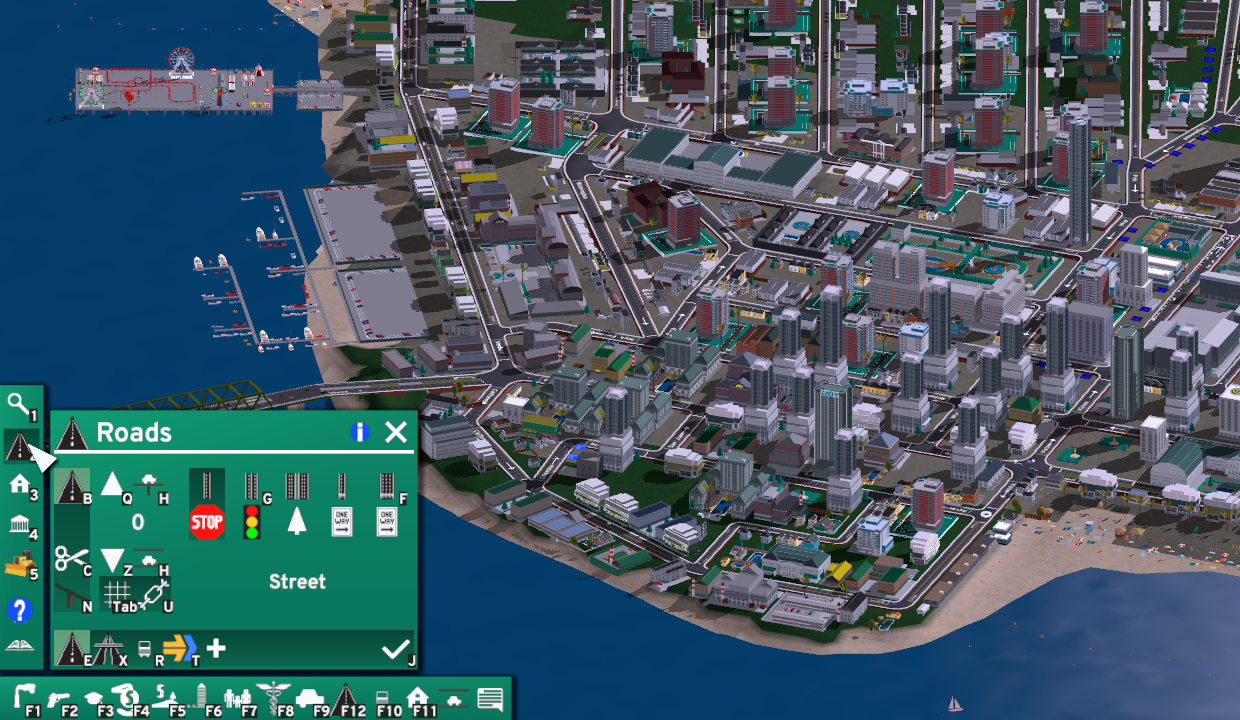 1
Roads i
3
B Q H G F
0 STOP ONE WAY ONE WAY
4
C Z H
5
Street
N Tab U
?
E X R T J
F1 F2 F3 F4 F5 F6 F7 F8 F9 F12 F10 F11